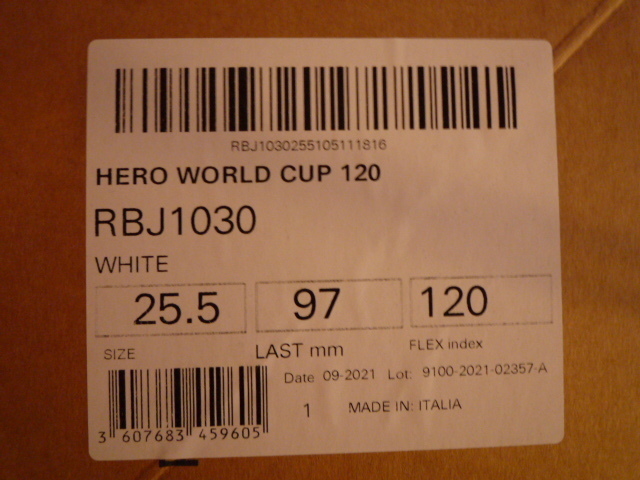 RBJ1030255105111816
HERO WORLD CUP 120
RBJ1030
WHITE
25.5 97 120
SIZE LAST mm FLEX index
Date 09-2021 Lot: 9100-2021-02357-A
1 MADE IN: ITALIA
3 607683 459605